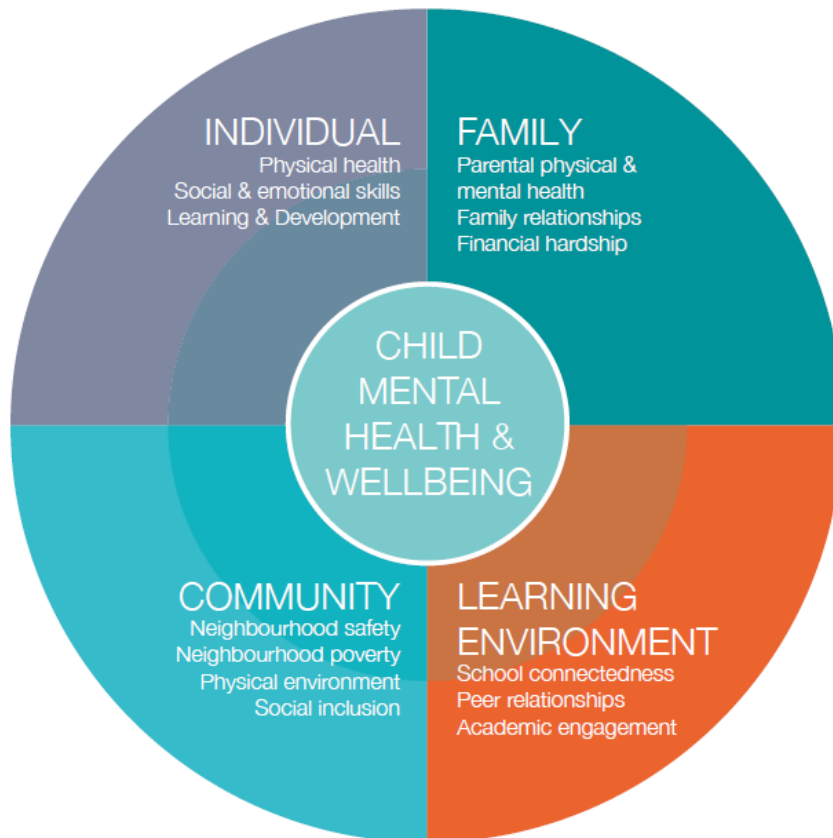 INDIVIDUAL
Physical health
Social & emotional skills
Learning & Development
FAMILY
Parental physical &
mental health
Family relationships
Financial hardship
CHILD
MENTAL
HEALTH &
WELLBEING
COMMUNITY
Neighbourhood safety
Neighbourhood poverty
Physical environment
Social inclusion
LEARNING
ENVIRONMENT
School connectedness
Peer relationships
Academic engagement